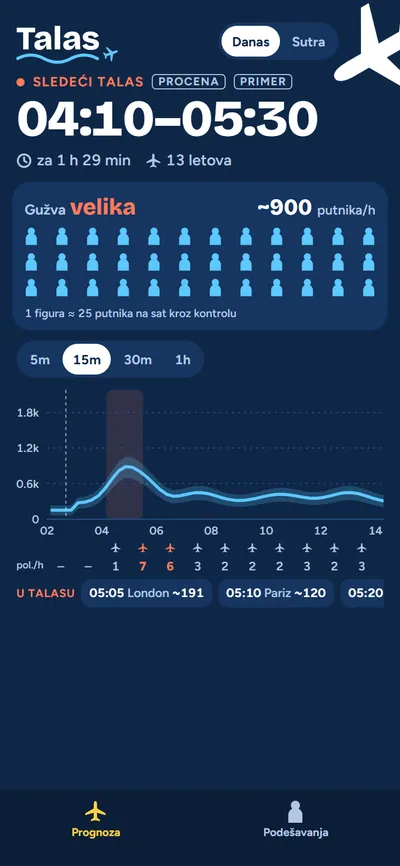 Talas
Danas Sutra
SLEDEĆI TALAS PROCENA PRIMER
04:10–05:30
za 1 h 29 min 13 letova
Gužva velika ~900 putnika/h
1 figura ≈ 25 putnika na sat kroz kontrolu
5m 15m 30m 1h
1.8k
1.2k
0.6k
0
02 04 06 08 10 12 14
pol./h – – 1 7 6 3 2 2 2 3 2 3
U TALASU 05:05 London ~191 05:10 Pariz ~120 05:20
Prognoza Podešavanja